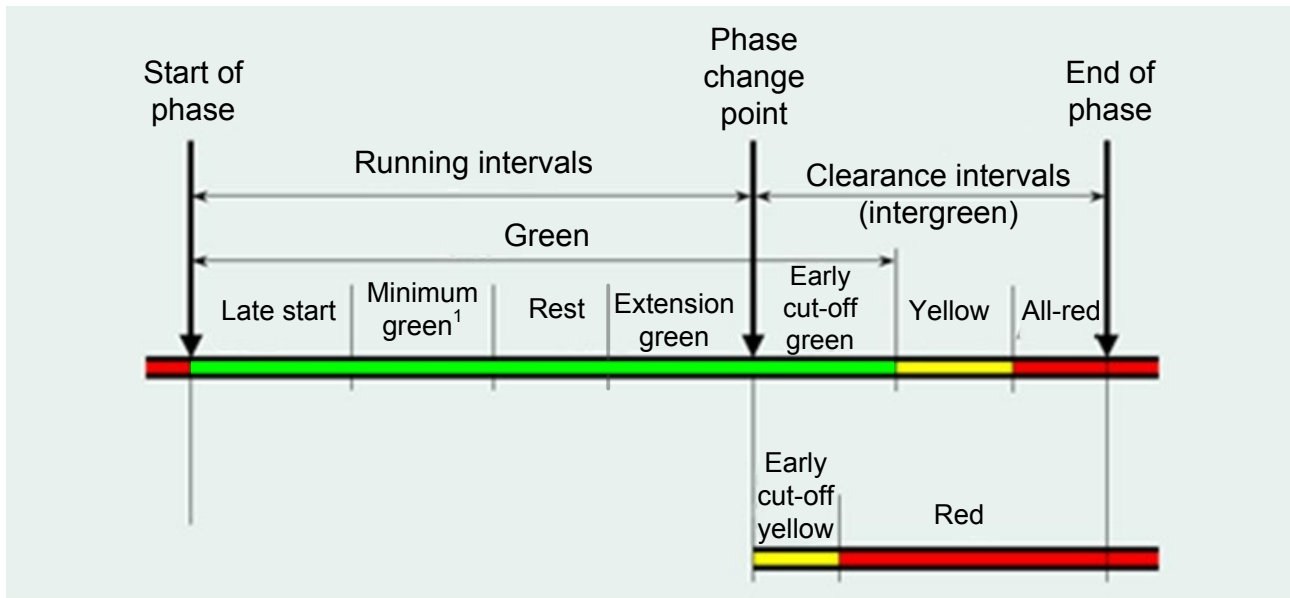 Start of
phase
Phase
change
point
End of
phase
Running intervals
Clearance intervals
(intergreen)
Green
Late start
Minimum
green¹
Rest
Extension
green
Early
cut-off
green
Yellow
All-red
Early
cut-off
yellow
Red